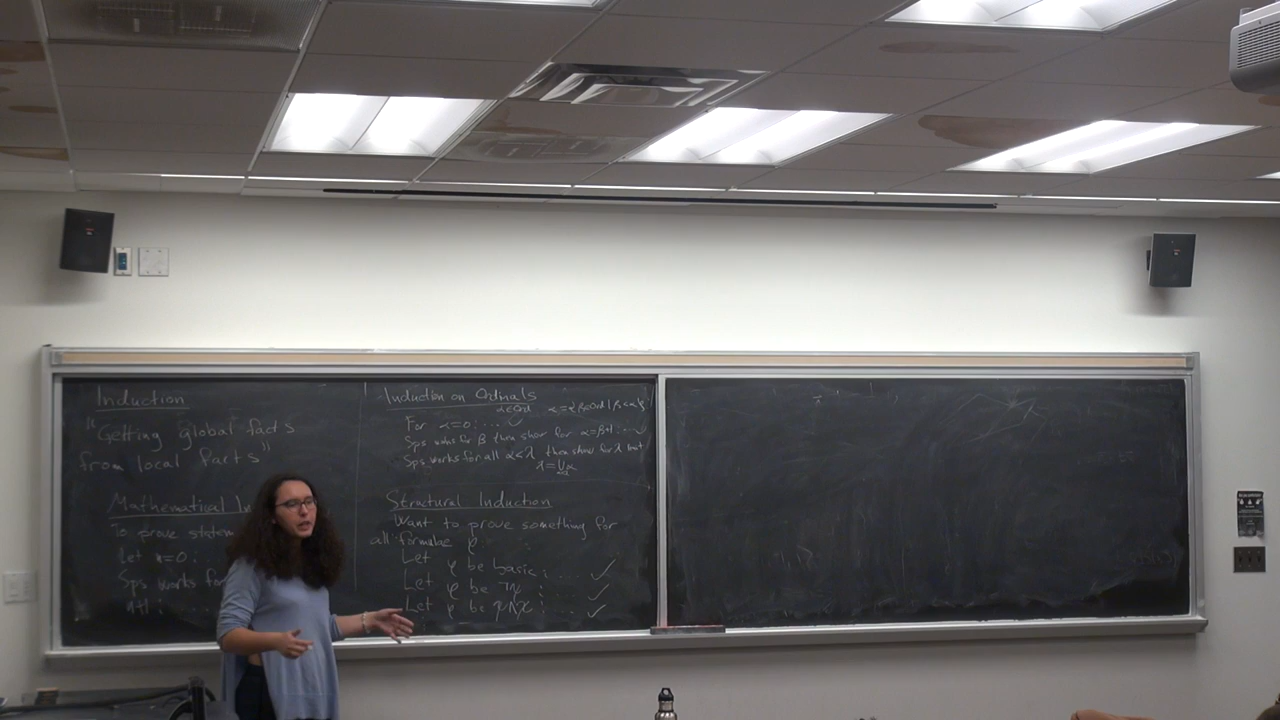 Induction
"Getting global facts
from local facts"
Mathematical In
To prove statem
Let n=0:
Sps works fo
n+1: ....
Induction on Ordinals
α∈Ord α={β∈Ord | β<α}
For α=0: ... ✓
Sps works for β then show for α=β+1: ... ✓
Sps works for all α<λ then show for λ
λ=∪α
Structural Induction
Want to prove something for
all formulae φ
Let φ be basic: .... ✓
Let φ be : .... ✓
Let φ be ψ∧χ: .... ✓